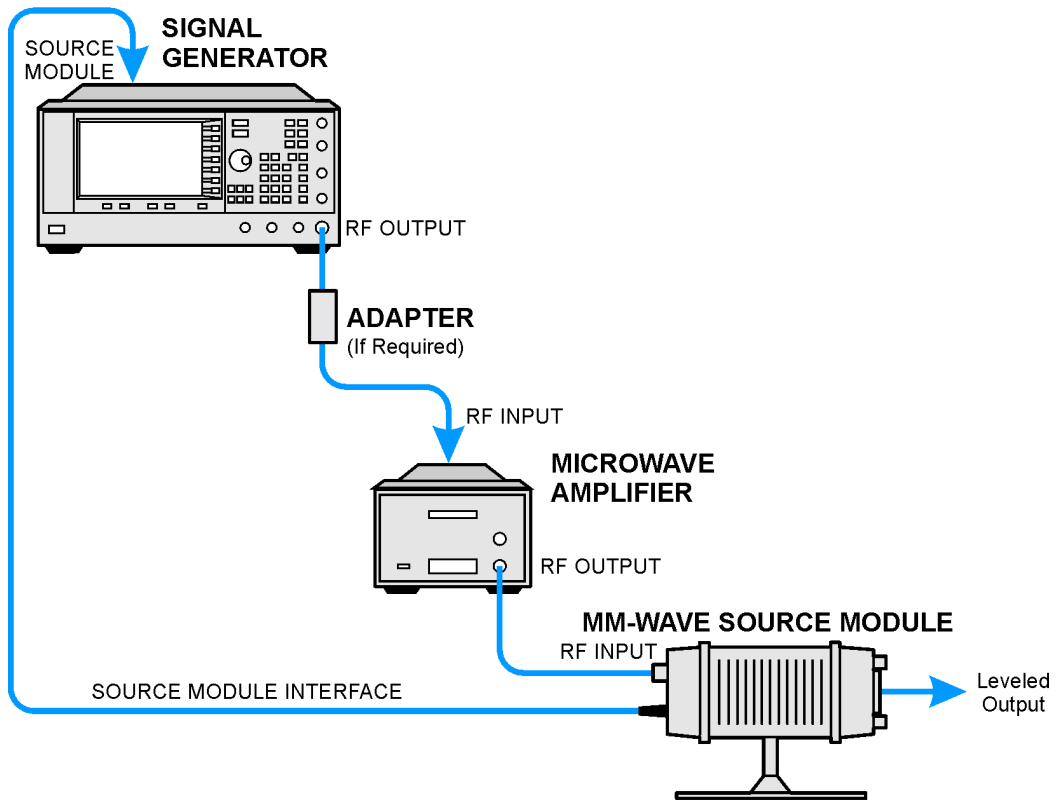 SIGNAL
GENERATOR
SOURCE
MODULE
RF OUTPUT
ADAPTER
(If Required)
RF INPUT
MICROWAVE
AMPLIFIER
RF OUTPUT
MM-WAVE SOURCE MODULE
RF INPUT
SOURCE MODULE INTERFACE
Leveled
Output